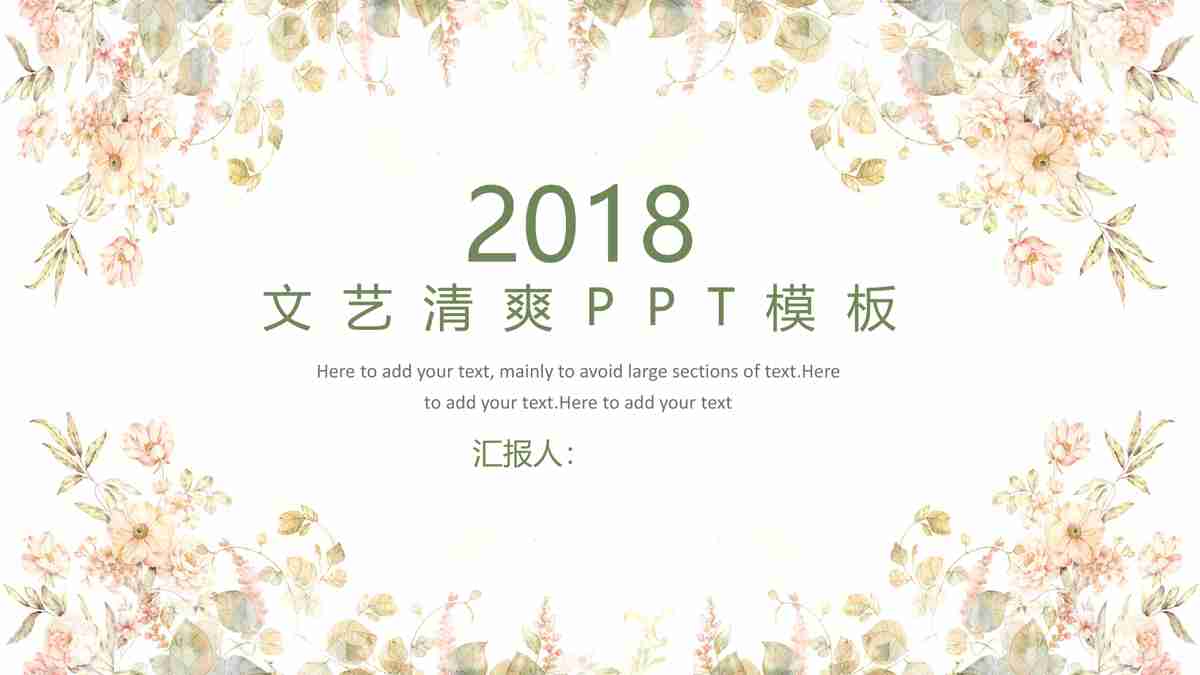 2018
文艺清爽PPT模板
Here to add your text, mainly to avoid large sections of text.Here
to add your text.Here to add your text
汇报人：